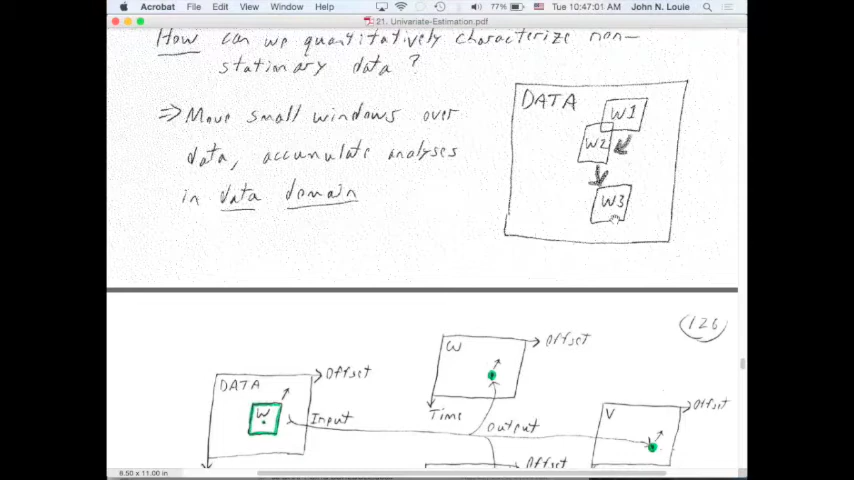 Acrobat File Edit View Window Help 77% Tue 10:47:01 AM John N. Louie
21. Univariate-Estimation.pdf
How can we quantitatively characterize non-
stationary data ?
⇒ Move small windows over
data, accumulate analyses
in data domain
DATA
W1
W2
W3
126
DATA
Offset
W
Input
W
Offset
Time
Output
V
Offset
Offset
8.50 x 11.00 in